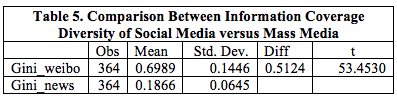 Table 5. Comparison Between Information Coverage
Diversity of Social Media versus Mass Media
Obs Mean Std. Dev. Diff t
Gini_weibo 364 0.6989 0.1446 0.5124 53.4530
Gini_news 364 0.1866 0.0645